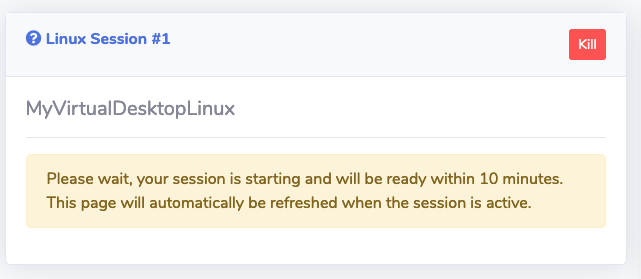 Linux Session #1
Kill
MyVirtualDesktopLinux
Please wait, your session is starting and will be ready within 10 minutes.
This page will automatically be refreshed when the session is active.